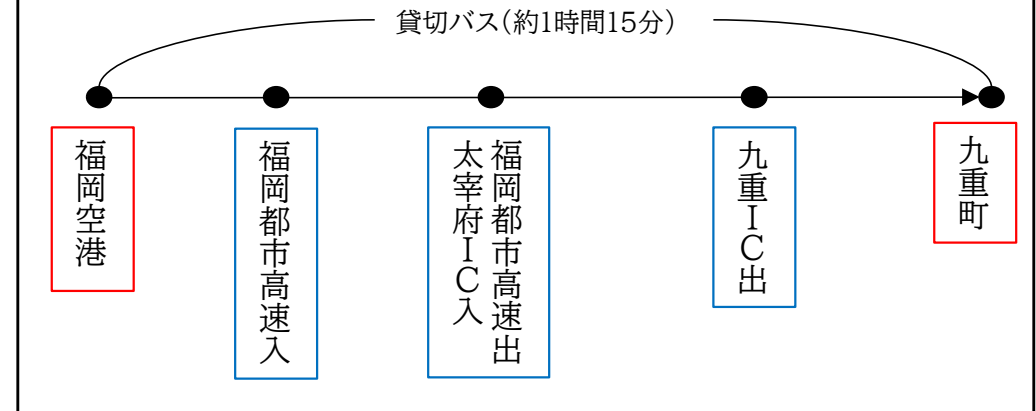 貸切バス(約1時間15分)
福岡空港
福岡都市高速入
福岡都市高速出
太宰府IC入
九重IC出
九重町